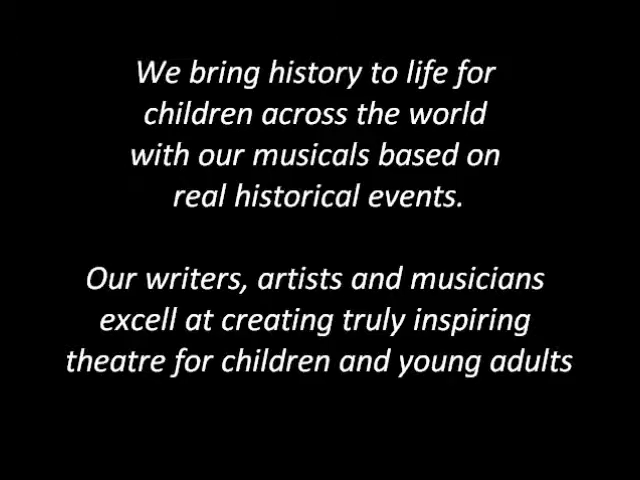 We bring history to life for
children across the world
with our musicals based on
real historical events.
Our writers, artists and musicians
excell at creating truly inspiring
theatre for children and young adults